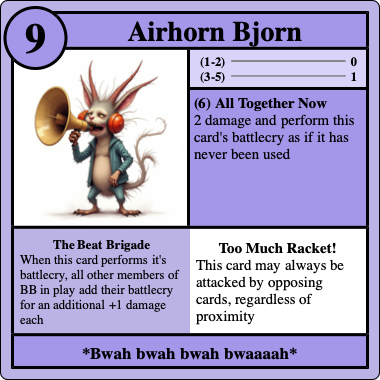 9
Airhorn Bjorn
(1-2) 0
(3-5) 1
(6) All Together Now
2 damage and perform this
card's battlecry as if it has
never been used
The Beat Brigade
When this card performs it's
battlecry, all other members of
BB in play add their battlecry
for an additional +1 damage
each
Too Much Racket!
This card may always be
attacked by opposing
cards, regardless of
proximity
*Bwah bwah bwah bwaaaah*